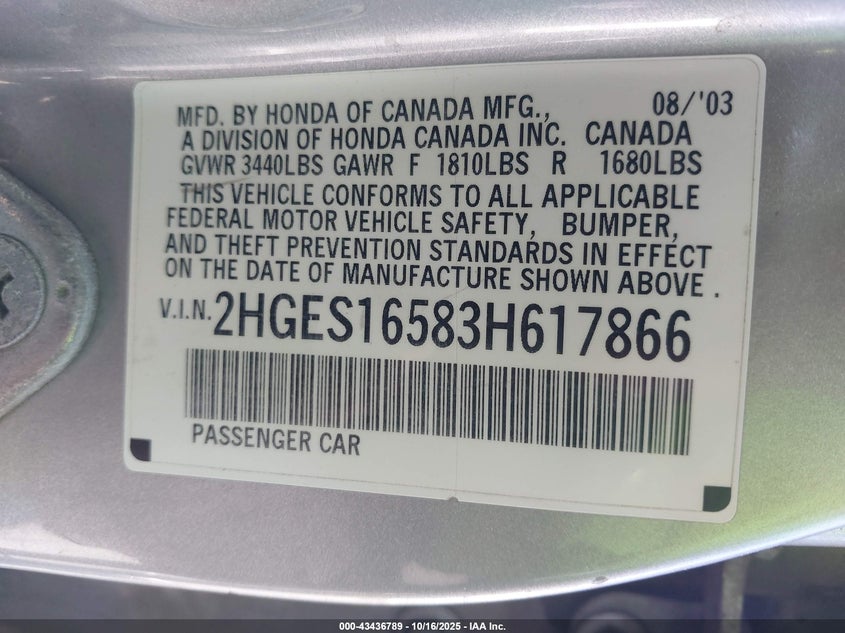 MFD. BY HONDA OF CANADA MFG., 08/'03
A DIVISION OF HONDA CANADA INC. CANADA
GVWR 3440LBS GAWR F 1810LBS R 1680LBS
THIS VEHICLE CONFORMS TO ALL APPLICABLE
FEDERAL MOTOR VEHICLE SAFETY, BUMPER,
AND THEFT PREVENTION STANDARDS IN EFFECT
ON THE DATE OF MANUFACTURE SHOWN ABOVE.
V.I.N. 2HGES16583H617866
PASSENGER CAR
000-43436789 - 10/16/2025 - IAA Inc.